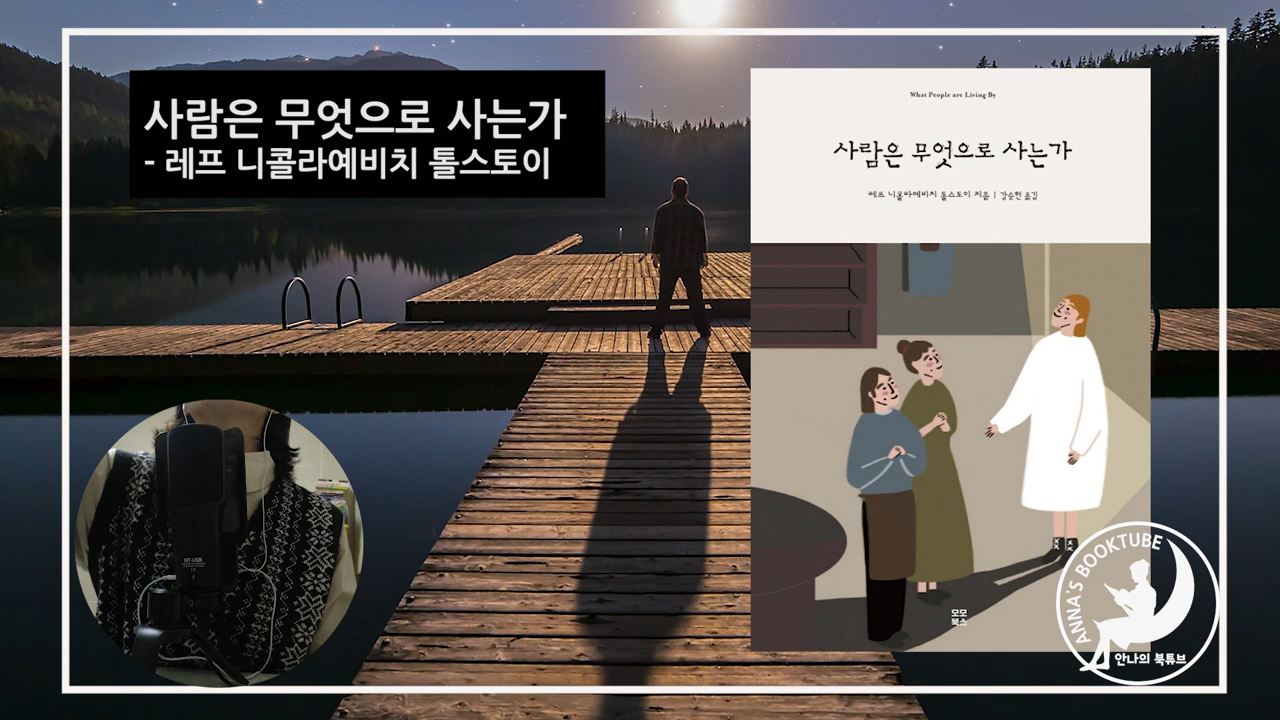 사람은 무엇으로 사는가
- 레프 니콜라예비치 톨스토이
What People are Living By
사람은 무엇으로 사는가
레프 니콜라예비치 톨스토이 지음 | 강승현 옮김
모모
북스
NT-USB
ANNA'S BOOKTUBE
안나의 북튜브